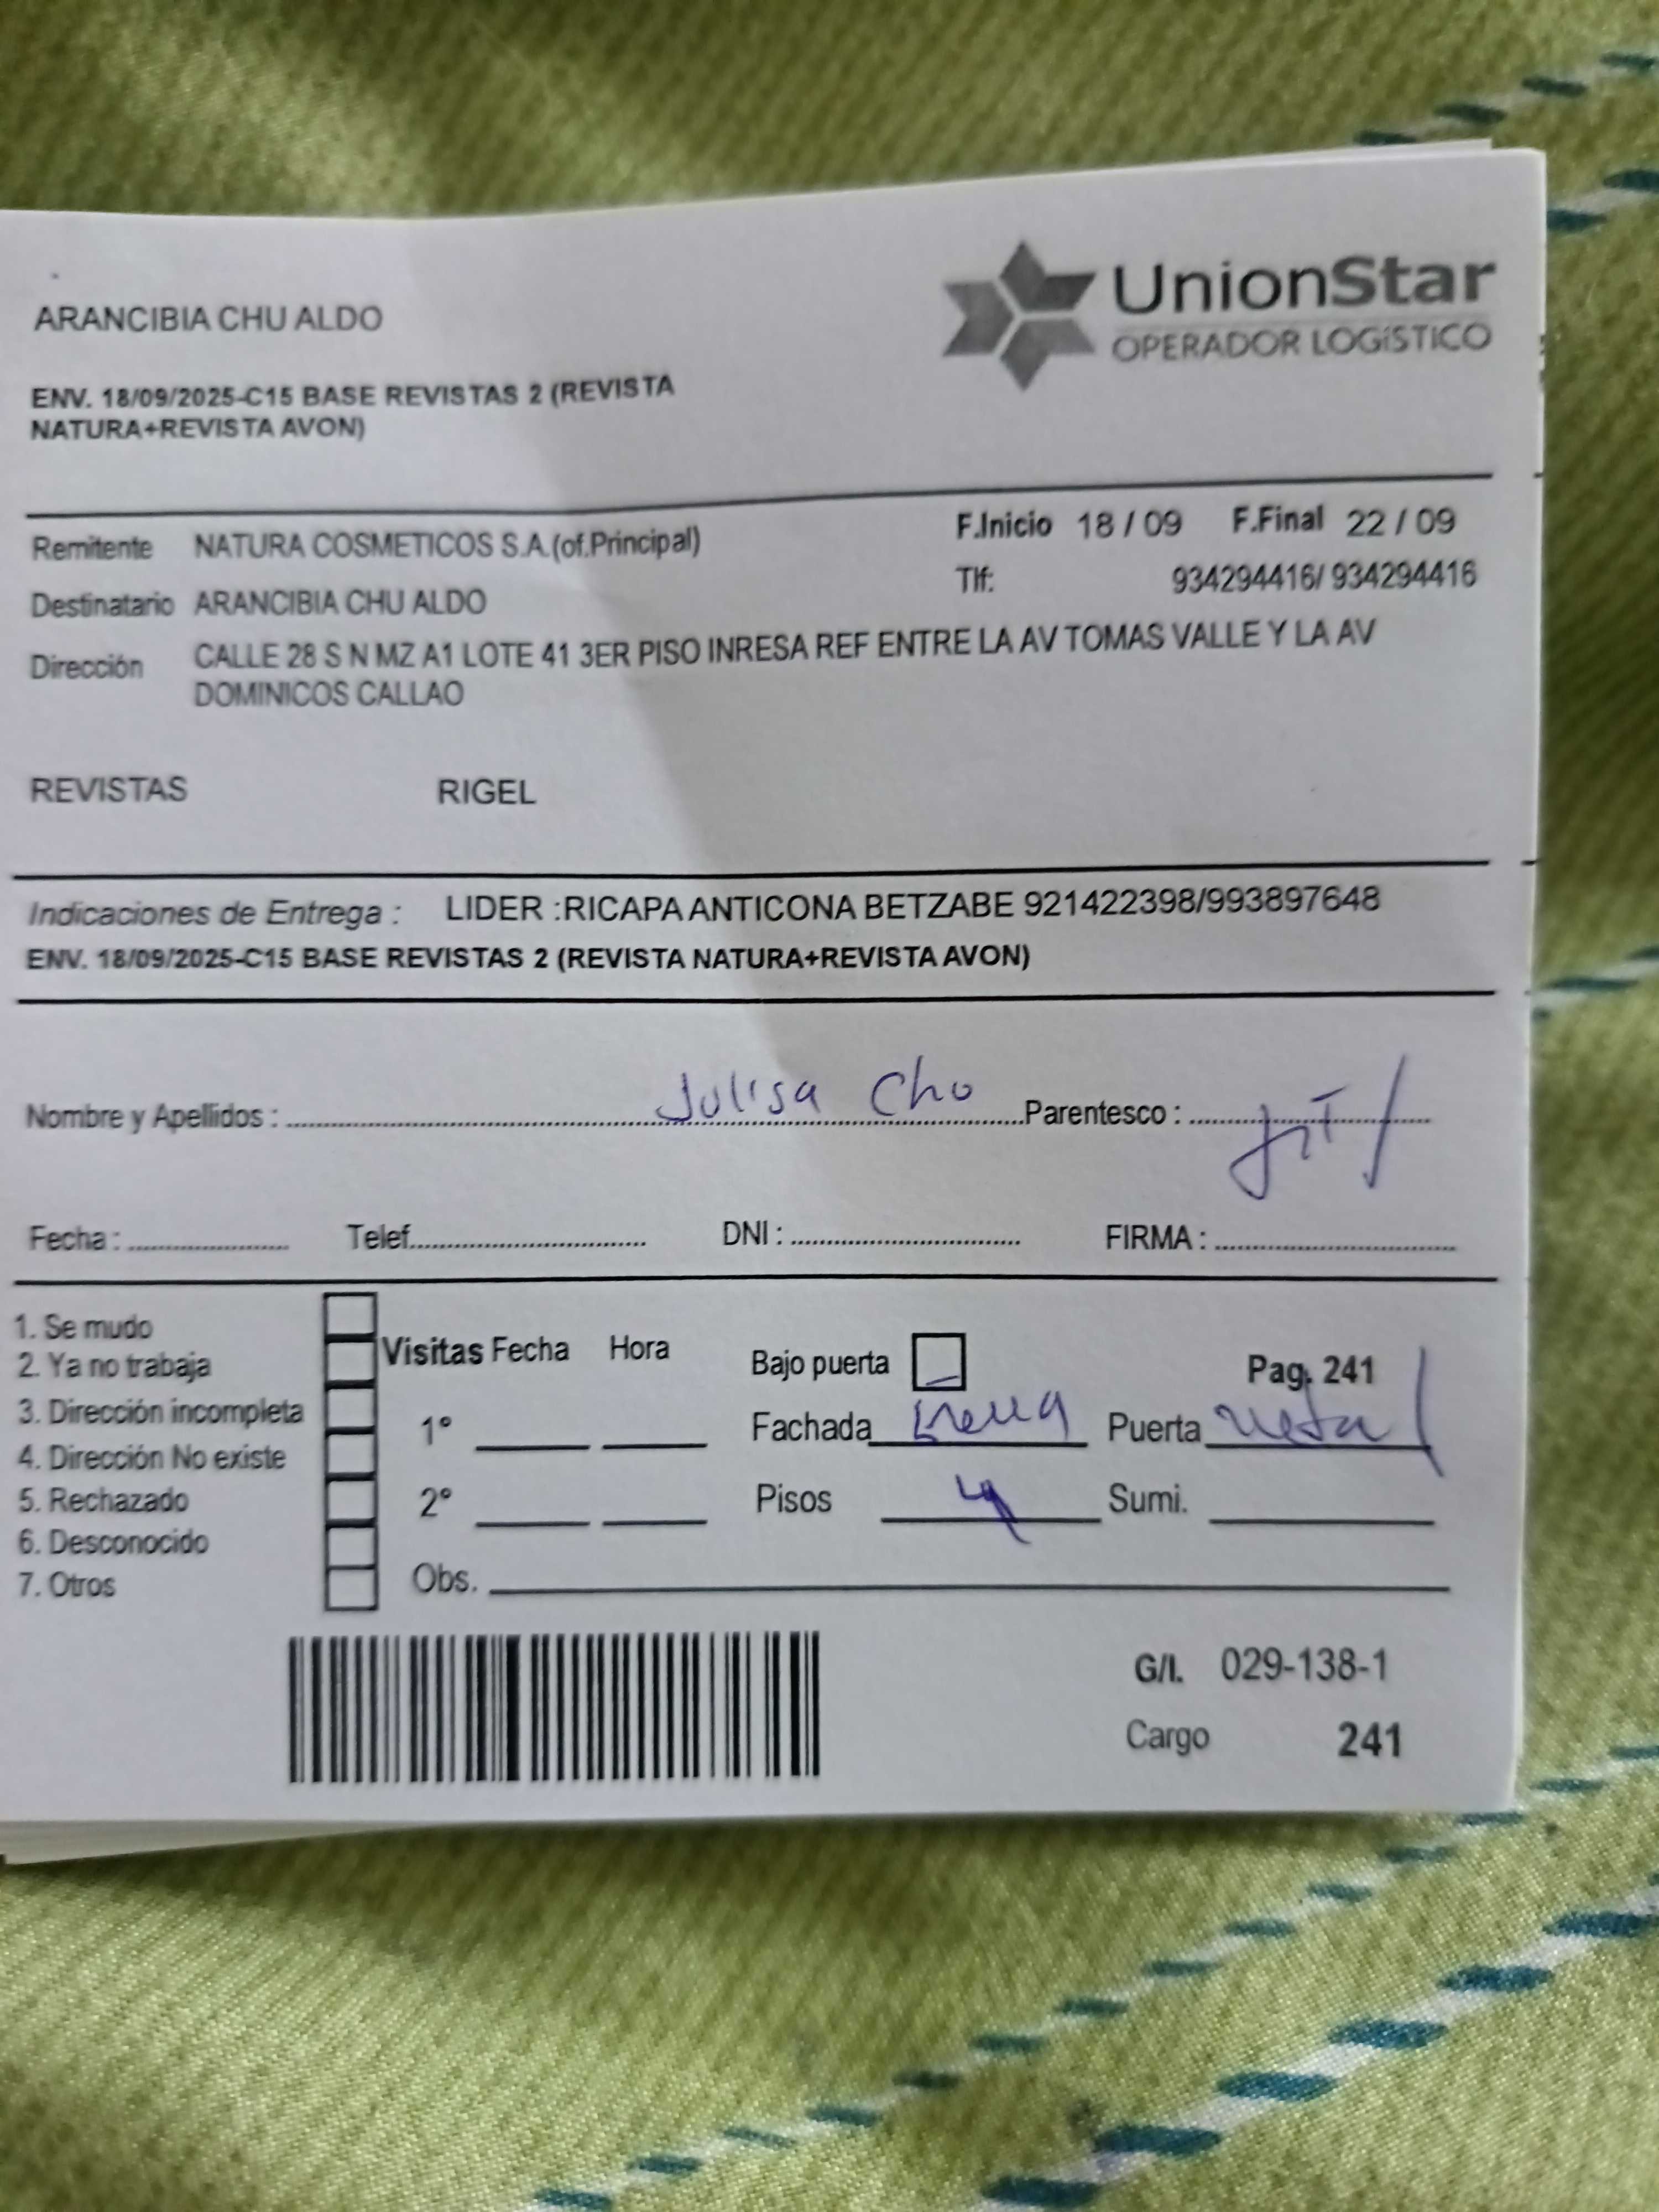 UnionStar
OPERADOR LOGíSTICO
ARANCIBIA CHU ALDO
ENV. 18/09/2025-C15 BASE REVISTAS 2 (REVISTA
NATURA+REVISTA AVON)
Remitente NATURA COSMETICOS S.A.(of.Principal) F.Inicio 18 / 09 F.Final 22 / 09
Tlf: 934294416/ 934294416
Destinatario ARANCIBIA CHU ALDO
Dirección CALLE 28 S N MZ A1 LOTE 41 3ER PISO INRESA REF ENTRE LA AV TOMAS VALLE Y LA AV
DOMINICOS CALLAO
REVISTAS RIGEL
Indicaciones de Entrega : LIDER :RICAPA ANTICONA BETZABE 921422398/993897648
ENV. 18/09/2025-C15 BASE REVISTAS 2 (REVISTA NATURA+REVISTA AVON)
Nombre y Apellidos : Julisa Cho Parentesco :
Fecha : Telef. DNI : FIRMA :
1. Se mudo
2. Ya no trabaja
3. Dirección incompleta
4. Dirección No existe
5. Rechazado
6. Desconocido
7. Otros
Visitas Fecha Hora
1°
2°
Obs.
Bajo puerta Pag. 241
Fachada Puerta metal
Pisos 4 Sumi.
G/I. 029-138-1
Cargo 241